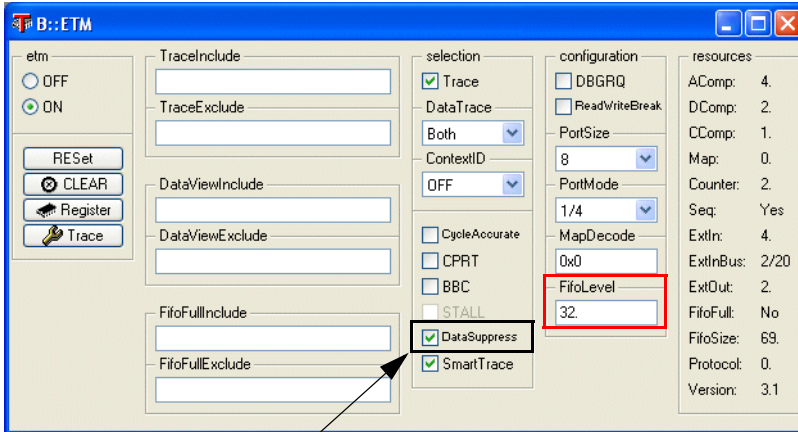 B::ETM
etm
OFF
ON
RESet
CLEAR
Register
Trace
TraceInclude
TraceExclude
DataViewInclude
DataViewExclude
FifoFullInclude
FifoFullExclude
selection
Trace
DataTrace
Both
ContextID
OFF
CycleAccurate
CPRT
BBC
STALL
DataSuppress
SmartTrace
configuration
DBGRQ
ReadWriteBreak
PortSize
8
PortMode
1/4
MapDecode
0x0
FifoLevel
32.
resources
AComp: 4.
DComp: 2.
CComp: 1.
Map: 0.
Counter: 2.
Seq: Yes
ExtIn: 4.
ExtInBus: 2/20
ExtOut: 2.
FifoFull: No
FifoSize: 69.
Protocol: 0.
Version: 3.1